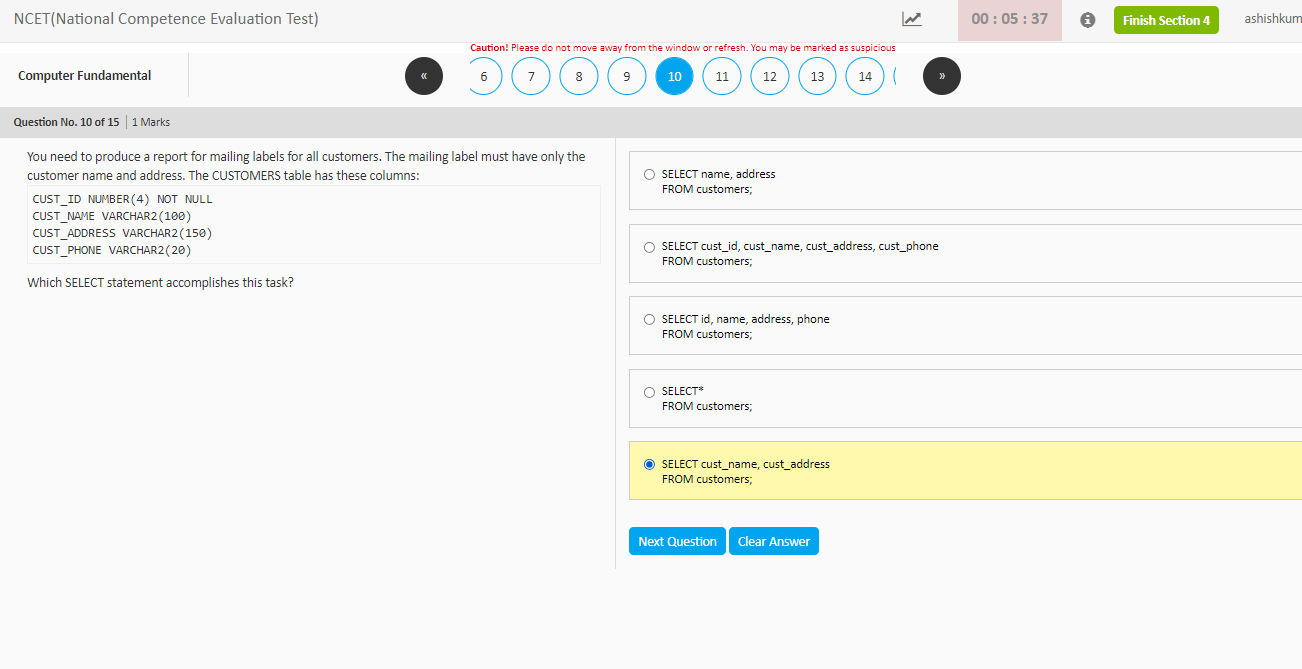 NCET(National Competence Evaluation Test)
00 : 05 : 37
Finish Section 4
ashishkum
Caution! Please do not move away from the window or refresh. You may be marked as suspicious
Computer Fundamental
« 6 7 8 9 10 11 12 13 14 »
Question No. 10 of 15 1 Marks
You need to produce a report for mailing labels for all customers. The mailing label must have only the
customer name and address. The CUSTOMERS table has these columns:
CUST_ID NUMBER(4) NOT NULL
CUST_NAME VARCHAR2(100)
CUST_ADDRESS VARCHAR2(150)
CUST_PHONE VARCHAR2(20)
Which SELECT statement accomplishes this task?
SELECT name, address
FROM customers;
SELECT cust_id, cust_name, cust_address, cust_phone
FROM customers;
SELECT id, name, address, phone
FROM customers;
SELECT*
FROM customers;
SELECT cust_name, cust_address
FROM customers;
Next Question
Clear Answer